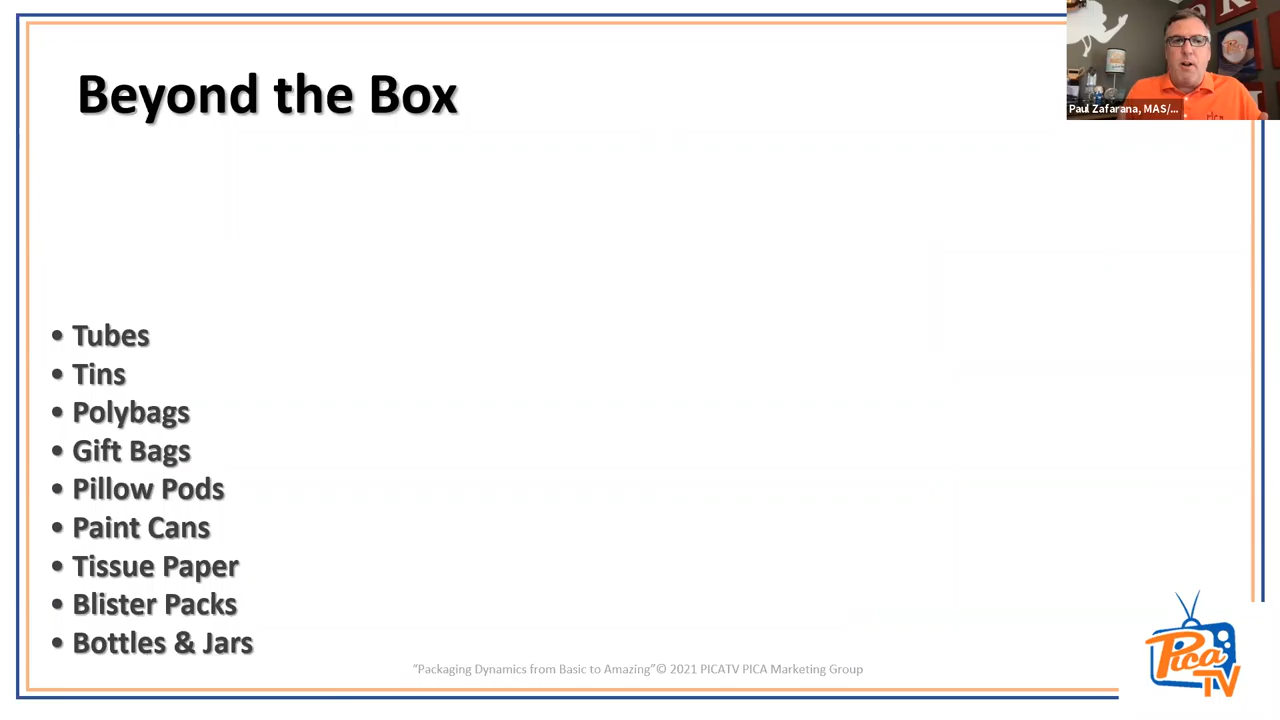 Beyond the Box
Paul Zafarana, MAS/...
• Tubes
• Tins
• Polybags
• Gift Bags
• Pillow Pods
• Paint Cans
• Tissue Paper
• Blister Packs
• Bottles & Jars
“Packaging Dynamics from Basic to Amazing”© 2021 PICATV PICA Marketing Group
Pica
TV